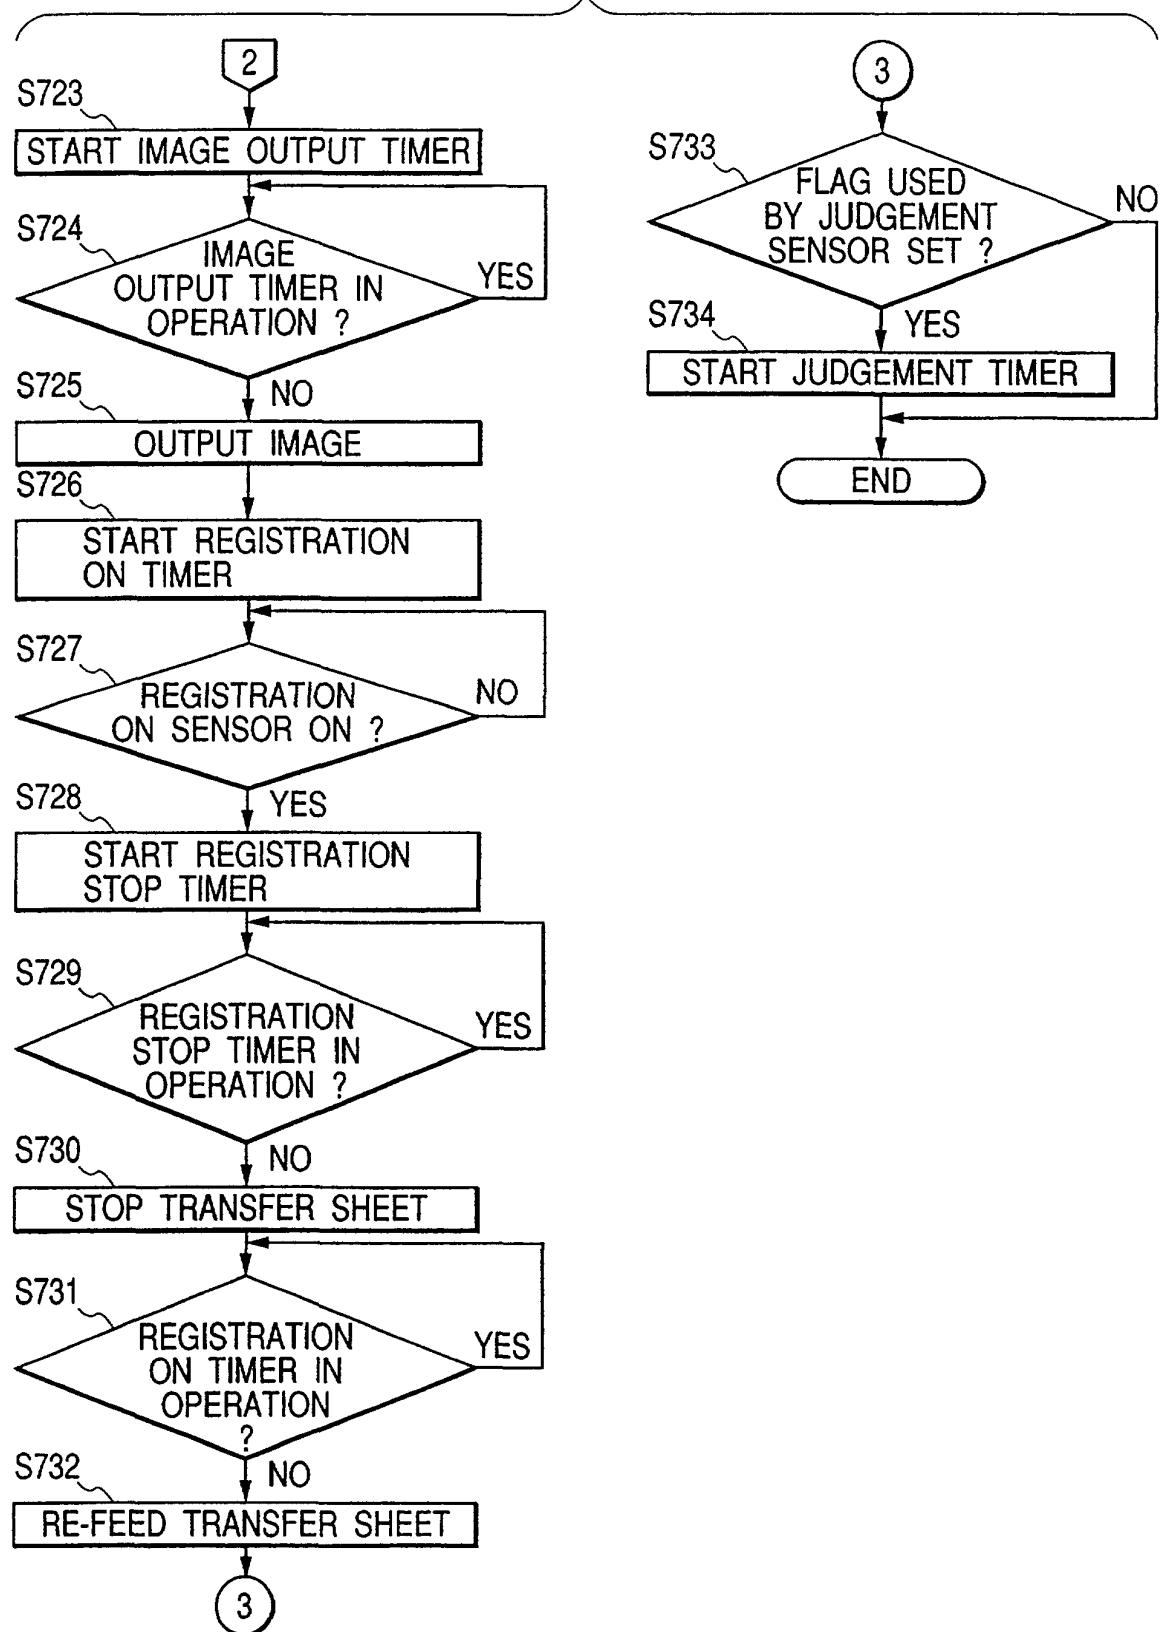 2
S723
START IMAGE OUTPUT TIMER
S724
IMAGE
OUTPUT TIMER IN
OPERATION ?
YES
NO
S725
OUTPUT IMAGE
S726
START REGISTRATION
ON TIMER
S727
REGISTRATION
ON SENSOR ON ?
NO
YES
S728
START REGISTRATION
STOP TIMER
S729
REGISTRATION
STOP TIMER IN
OPERATION ?
YES
NO
S730
STOP TRANSFER SHEET
S731
REGISTRATION
ON TIMER IN
OPERATION
?
YES
NO
S732
RE-FEED TRANSFER SHEET
3
3
S733
FLAG USED
BY JUDGEMENT
SENSOR SET ?
NO
YES
S734
START JUDGEMENT TIMER
END